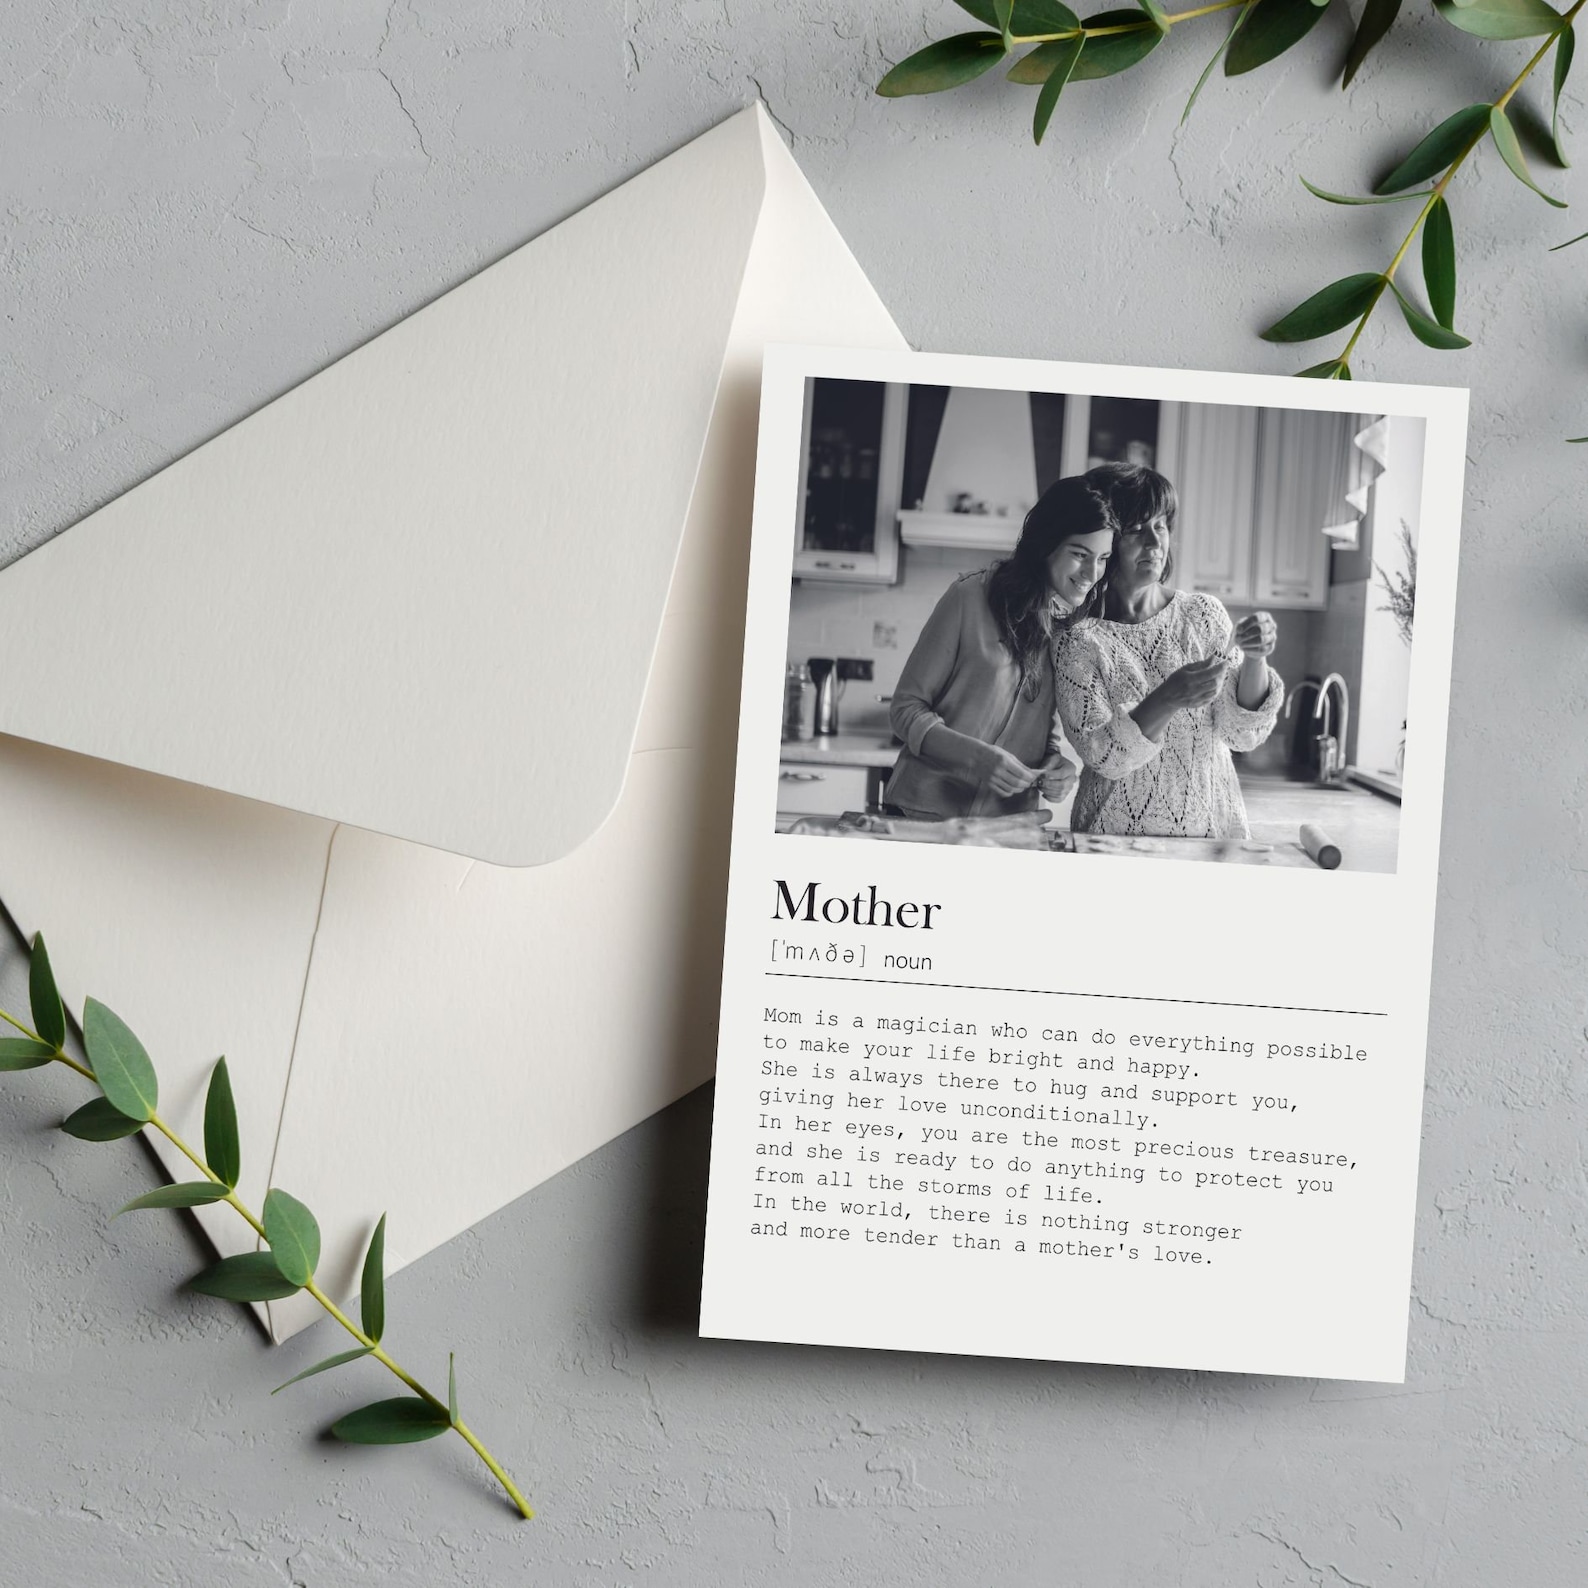 Mother
[ˈmʌðə] noun
Mom is a magician who can do everything possible
to make your life bright and happy.
She is always there to hug and support you,
giving her love unconditionally.
In her eyes, you are the most precious treasure,
and she is ready to do anything to protect you
from all the storms of life.
In the world, there is nothing stronger
and more tender than a mother's love.